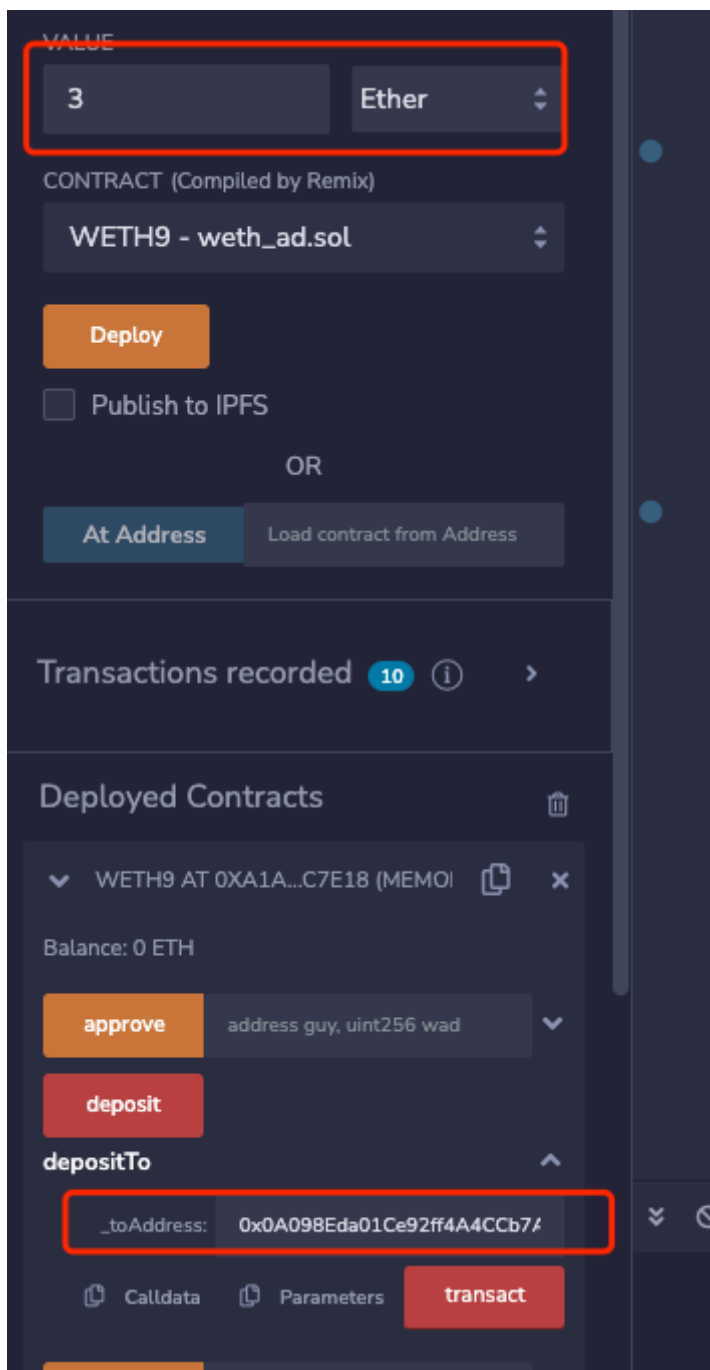 VALUE
3 Ether
CONTRACT (Compiled by Remix)
WETH9 - weth_ad.sol
Deploy
Publish to IPFS
OR
At Address Load contract from Address
Transactions recorded 10 i
Deployed Contracts
WETH9 AT 0XA1A...C7E18 (MEMO
Balance: 0 ETH
approve address guy, uint256 wad
deposit
depositTo
_toAddress: 0x0A098Eda01Ce92ff4A4CCb7A
Calldata Parameters transact